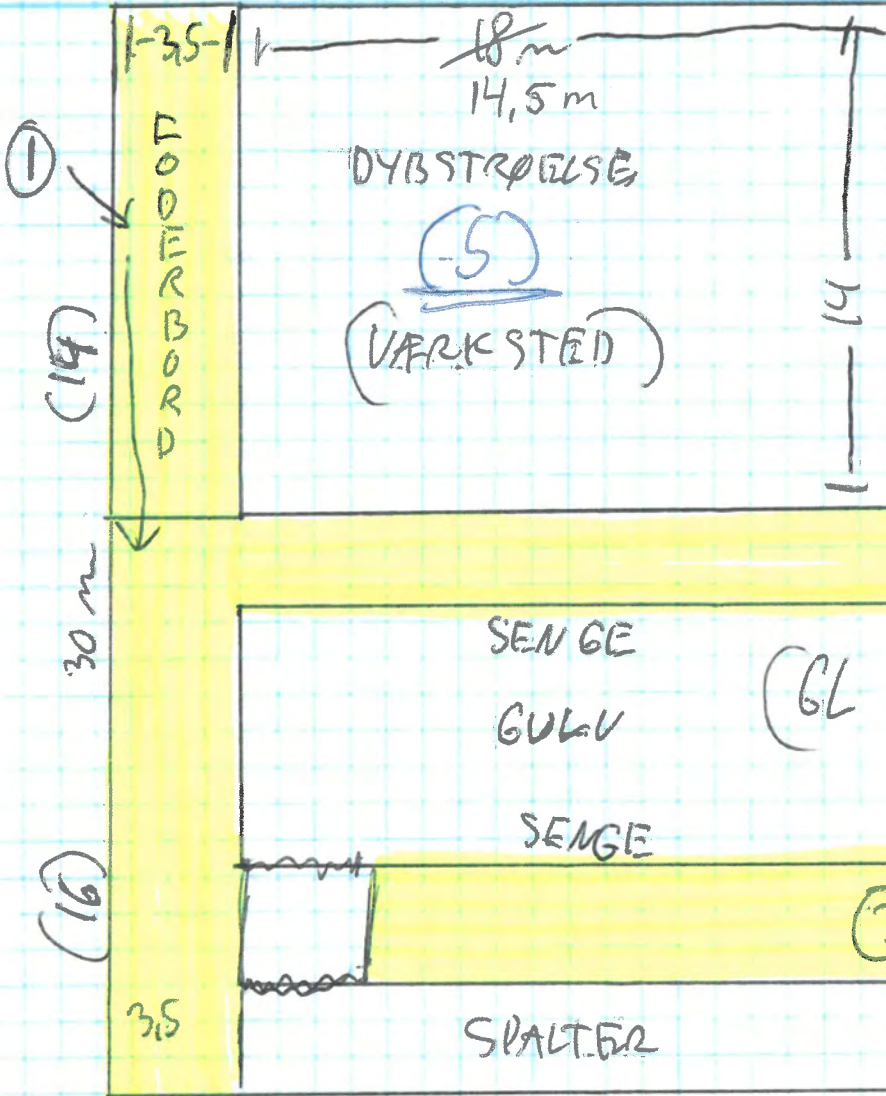 3,5
18 m
14,5 m
DYBSTRØELSE
(5)
(VÆRKSTED)
14
1
FODERBORD
(14)
30 m
SENGE
GULV
SENGE
(16)
3,5
SPALTER